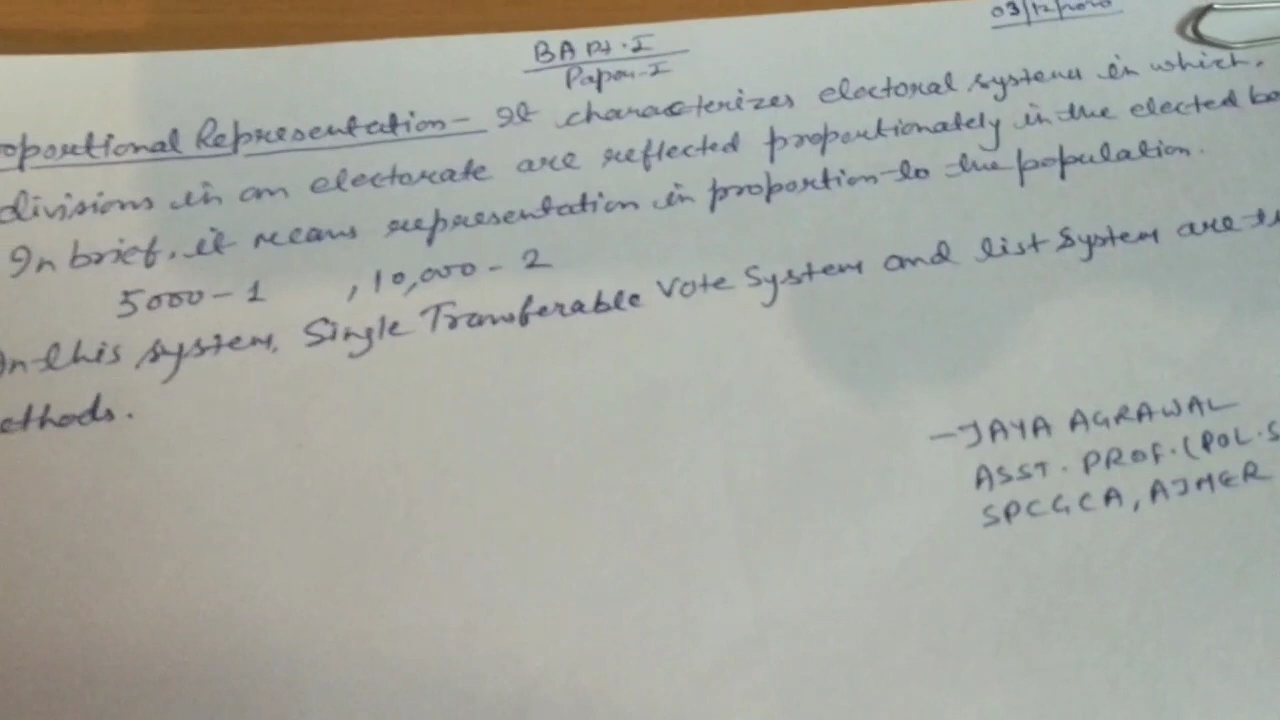 03/12/2020
BA Pt.I
Paper-I
oportional Representation - It characterizes electoral systems in which,
divisions in an electorate are reflected proportionately in the elected bo
In brief, it means representation in proportion to the population.
5000-1 , 10,000-2
In this system, Single Transferable Vote System and list System are t
ethods.
-JAYA AGRAWAL
ASST. PROF. (POL.S
SPCGCA, AJMER